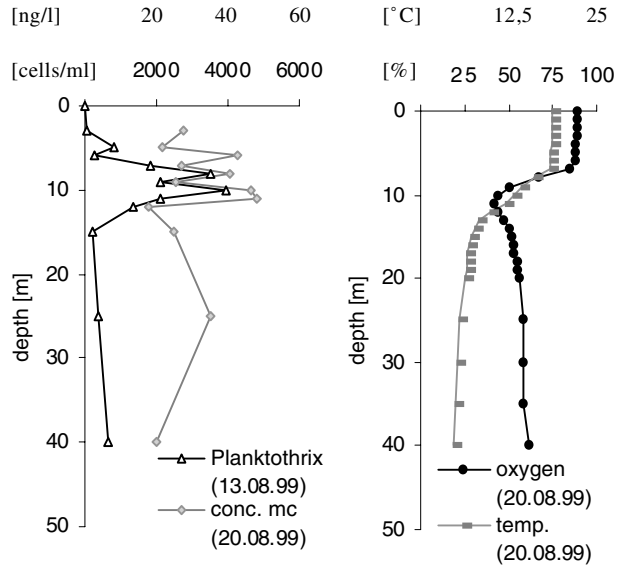 [ng/l] 20 40 60
[cells/ml] 2000 4000 6000
0
10
20
30
40
50
depth [m]
Planktothrix
(13.08.99)
conc. mc
(20.08.99)
[˚C] 12,5 25
[%] 25 50 75 100
0
10
20
30
40
50
depth [m]
oxygen
(20.08.99)
temp.
(20.08.99)